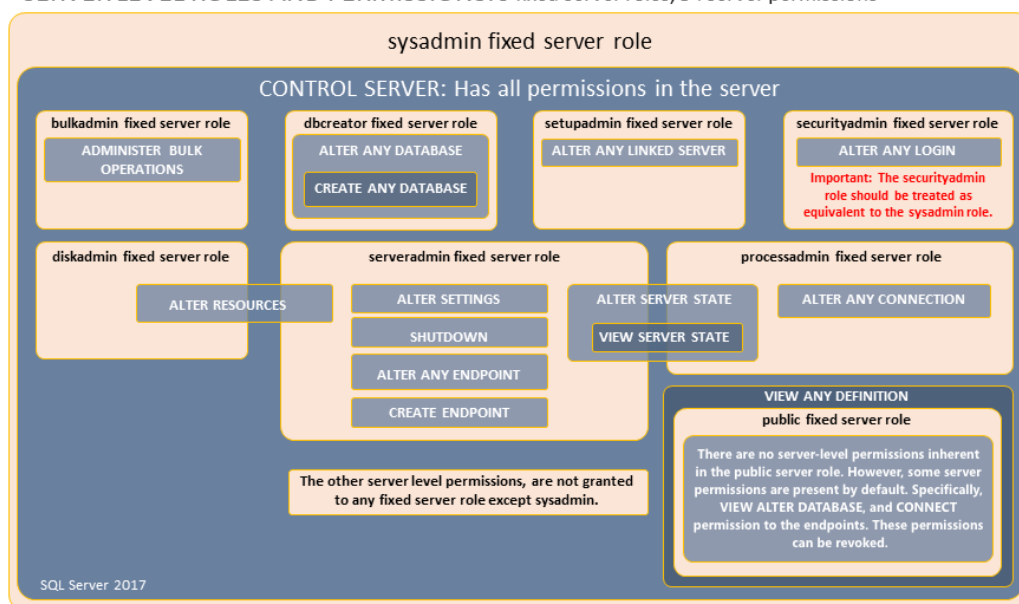 fixed server roles, 34 server permissions
sysadmin fixed server role
CONTROL SERVER: Has all permissions in the server
bulkadmin fixed server role
ADMINISTER BULK
OPERATIONS
dbcreator fixed server role
ALTER ANY DATABASE
CREATE ANY DATABASE
setupadmin fixed server role
ALTER ANY LINKED SERVER
securityadmin fixed server role
ALTER ANY LOGIN
Important: The securityadmin
role should be treated as
equivalent to the sysadmin role.
diskadmin fixed server role
ALTER RESOURCES
serveradmin fixed server role
ALTER SETTINGS
SHUTDOWN
ALTER ANY ENDPOINT
CREATE ENDPOINT
ALTER SERVER STATE
VIEW SERVER STATE
processadmin fixed server role
ALTER ANY CONNECTION
The other server level permissions, are not granted
to any fixed server role except sysadmin.
VIEW ANY DEFINITION
public fixed server role
There are no server-level permissions inherent
in the public server role. However, some server
permissions are present by default. Specifically,
VIEW ALTER DATABASE, and CONNECT
permission to the endpoints. These permissions
can be revoked.
SQL Server 2017